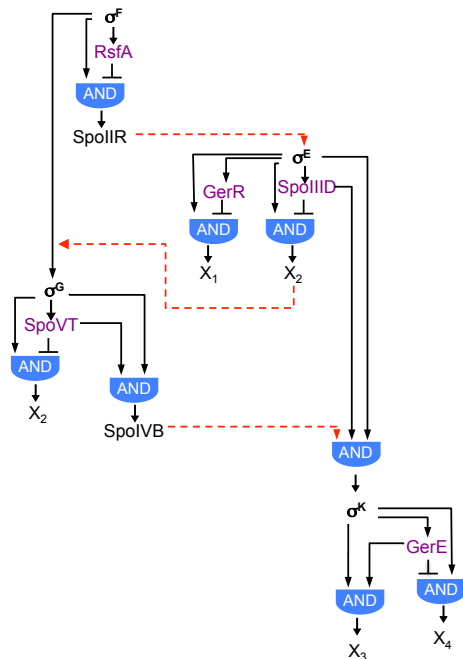 σF
RsfA
AND
SpoIIR
σE
GerR SpoIIID
AND AND
X1 X2
σG
SpoVT
AND
AND
X2
SpoIVB
AND
σK
GerE
AND AND
X3 X4